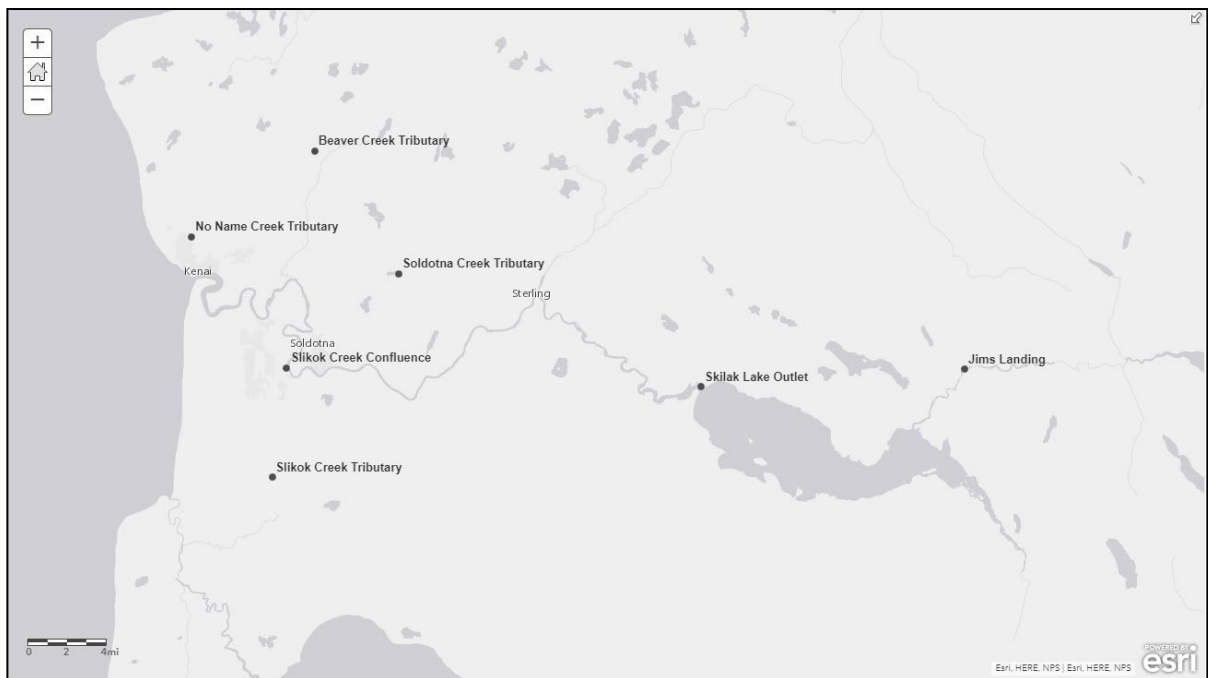 +
−
Beaver Creek Tributary
No Name Creek Tributary
Soldotna Creek Tributary
Kenai
Sterling
Soldotna
Slikok Creek Confluence
Jims Landing
Skilak Lake Outlet
Slikok Creek Tributary
0 2 4mi
POWERED BY
esri
Esri, HERE, NPS | Esri, HERE, NPS